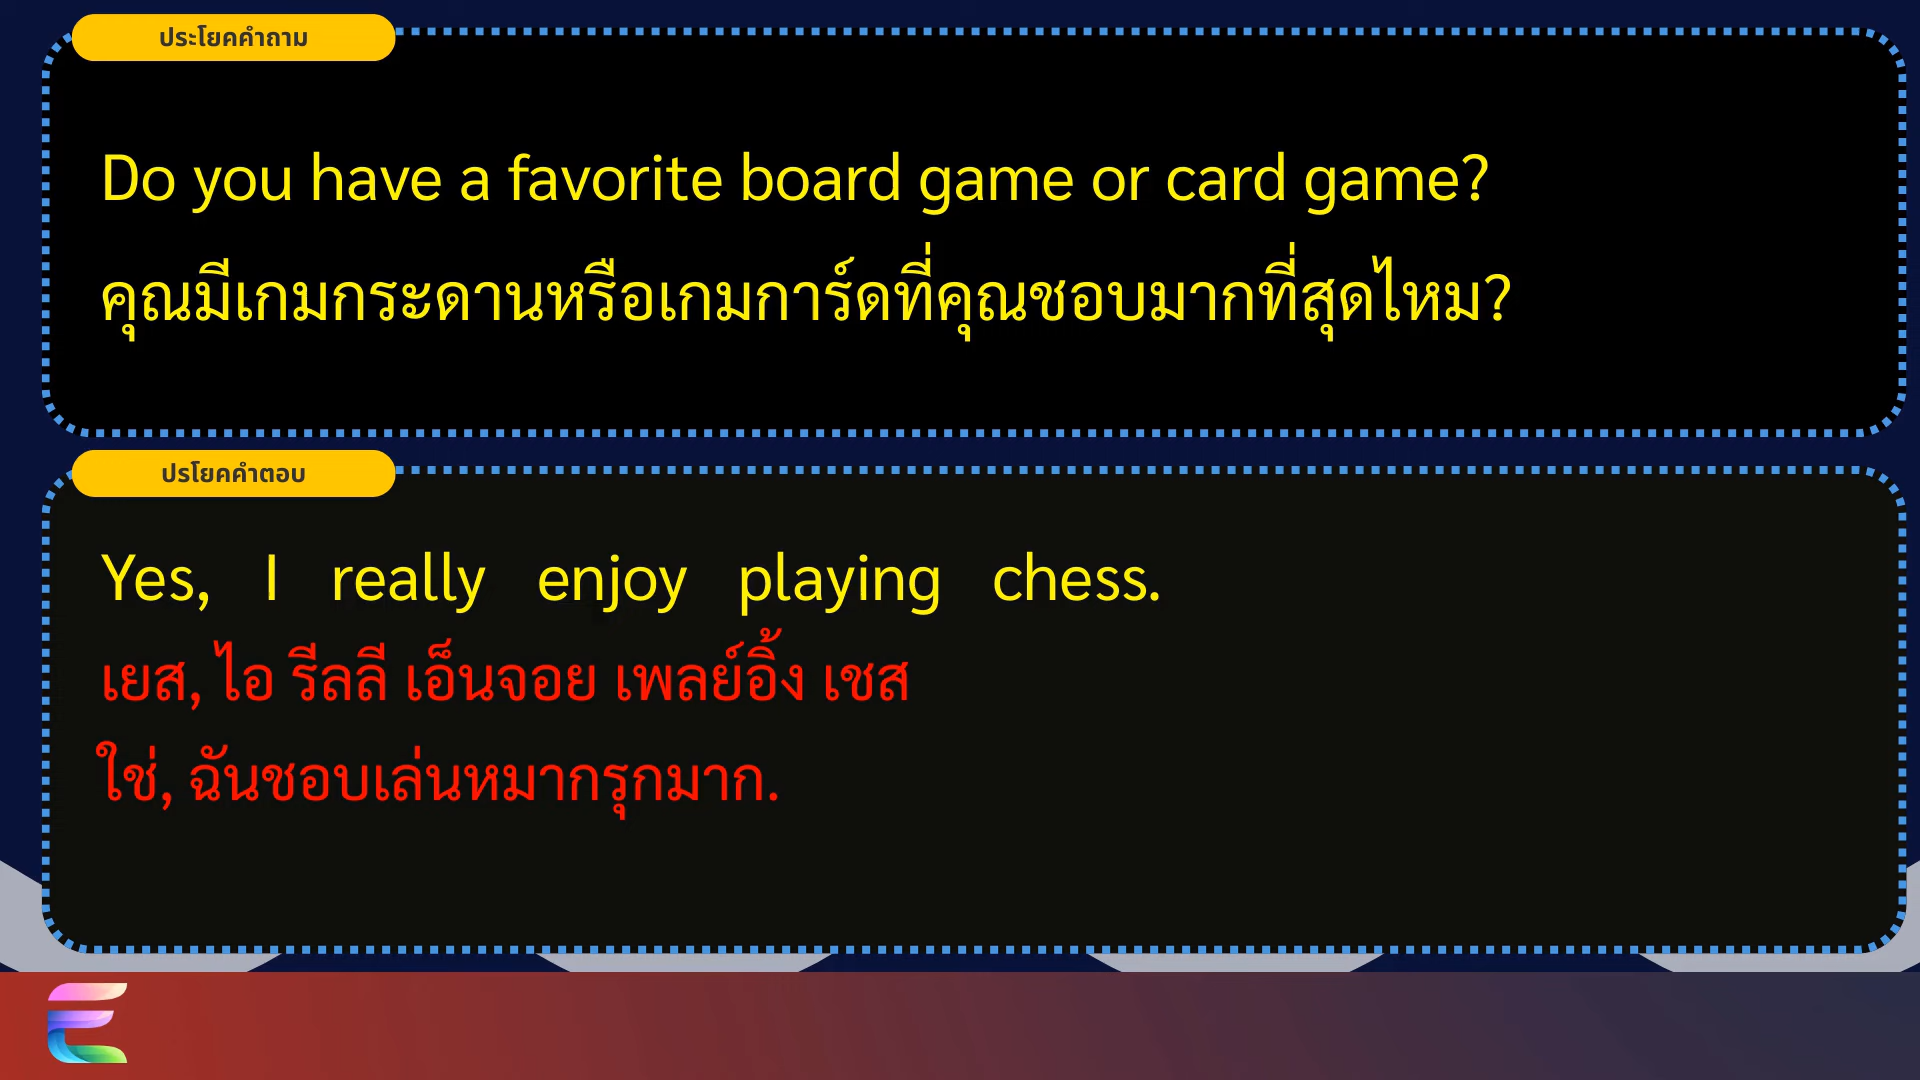 ประโยคคำถาม
Do you have a favorite board game or card game?
คุณมีเกมกระดานหรือเกมการ์ดที่คุณชอบมากที่สุดไหม?
ปรโยคคำตอบ
Yes, I really enjoy playing chess.
เยส, ไอ รีลลี เอ็นจอย เพลย์อิ้ง เชส
ใช่, ฉันชอบเล่นหมากรุกมาก.